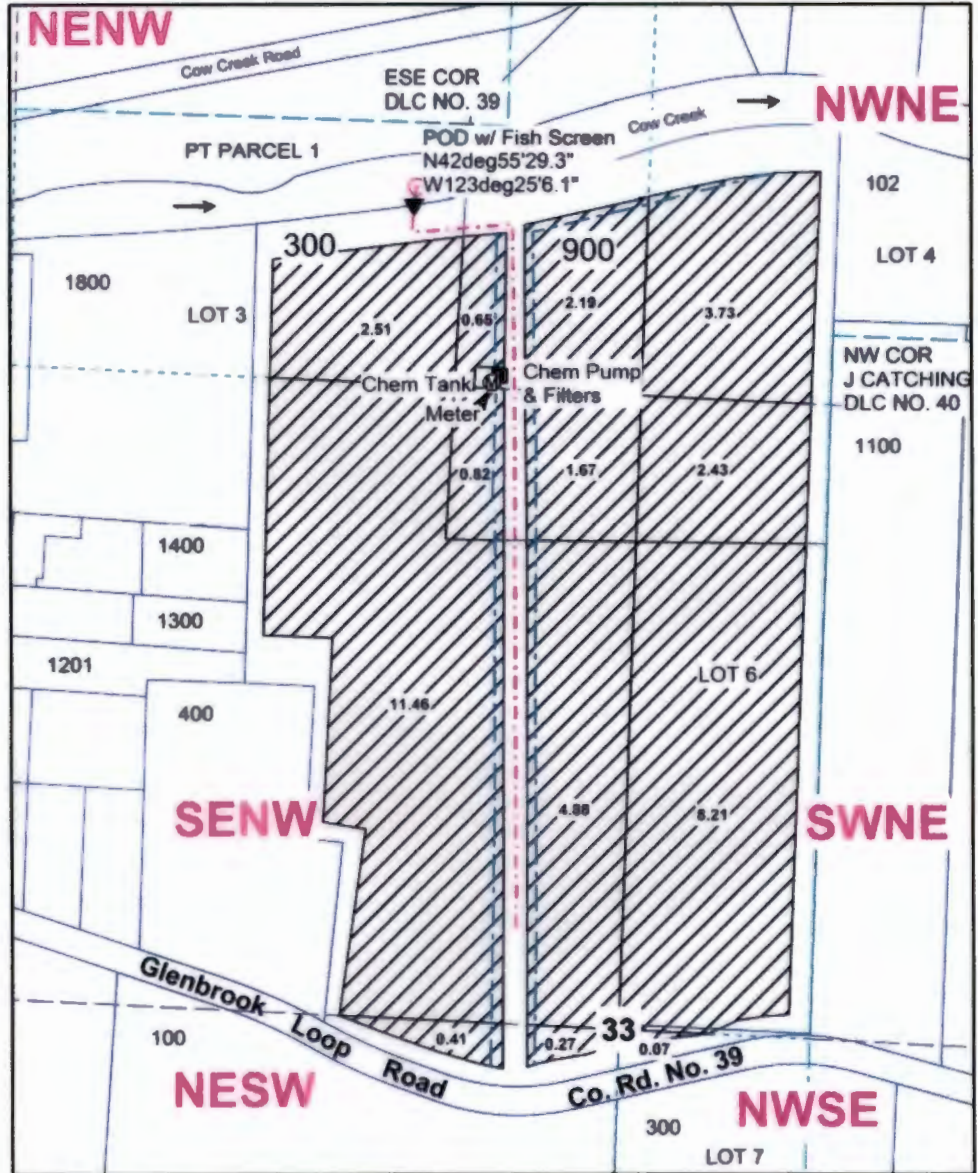 NENW
Cow Creek Road
ESE COR
DLC NO. 39
NWNE
Cow Creek
PT PARCEL 1
POD w/ Fish Screen
N42deg55'29.3"
W123deg25'6.1"
102
LOT 4
300
900
1800
LOT 3
2.51
0.65
2.19
3.73
NW COR
J CATCHING
DLC NO. 40
Chem Tank
M
Meter
Chem Pump
& Filters
1100
0.82
1.67
2.43
1400
1300
1201
LOT 6
400
11.46
SENW
4.86
8.21
SWNE
Glenbrook Loop Road
33
0.41
0.27
0.07
100
Co. Rd. No. 39
NESW
NWSE
300
LOT 7